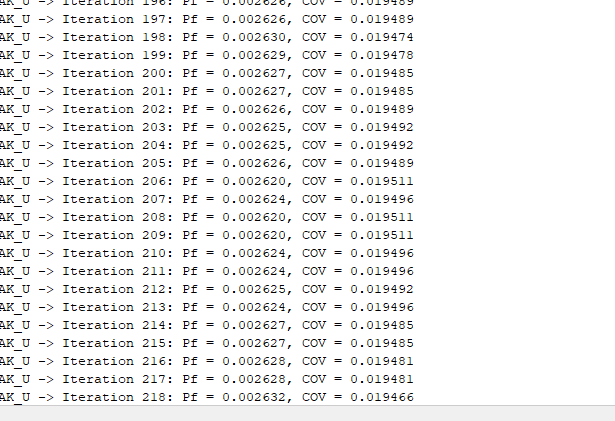 AK_U -> Iteration 196: Pf = 0.002626, COV = 0.019489
AK_U -> Iteration 197: Pf = 0.002626, COV = 0.019489
AK_U -> Iteration 198: Pf = 0.002630, COV = 0.019474
AK_U -> Iteration 199: Pf = 0.002629, COV = 0.019478
AK_U -> Iteration 200: Pf = 0.002627, COV = 0.019485
AK_U -> Iteration 201: Pf = 0.002627, COV = 0.019485
AK_U -> Iteration 202: Pf = 0.002626, COV = 0.019489
AK_U -> Iteration 203: Pf = 0.002625, COV = 0.019492
AK_U -> Iteration 204: Pf = 0.002625, COV = 0.019492
AK_U -> Iteration 205: Pf = 0.002626, COV = 0.019489
AK_U -> Iteration 206: Pf = 0.002620, COV = 0.019511
AK_U -> Iteration 207: Pf = 0.002624, COV = 0.019496
AK_U -> Iteration 208: Pf = 0.002620, COV = 0.019511
AK_U -> Iteration 209: Pf = 0.002620, COV = 0.019511
AK_U -> Iteration 210: Pf = 0.002624, COV = 0.019496
AK_U -> Iteration 211: Pf = 0.002624, COV = 0.019496
AK_U -> Iteration 212: Pf = 0.002625, COV = 0.019492
AK_U -> Iteration 213: Pf = 0.002624, COV = 0.019496
AK_U -> Iteration 214: Pf = 0.002627, COV = 0.019485
AK_U -> Iteration 215: Pf = 0.002627, COV = 0.019485
AK_U -> Iteration 216: Pf = 0.002628, COV = 0.019481
AK_U -> Iteration 217: Pf = 0.002628, COV = 0.019481
AK_U -> Iteration 218: Pf = 0.002632, COV = 0.019466